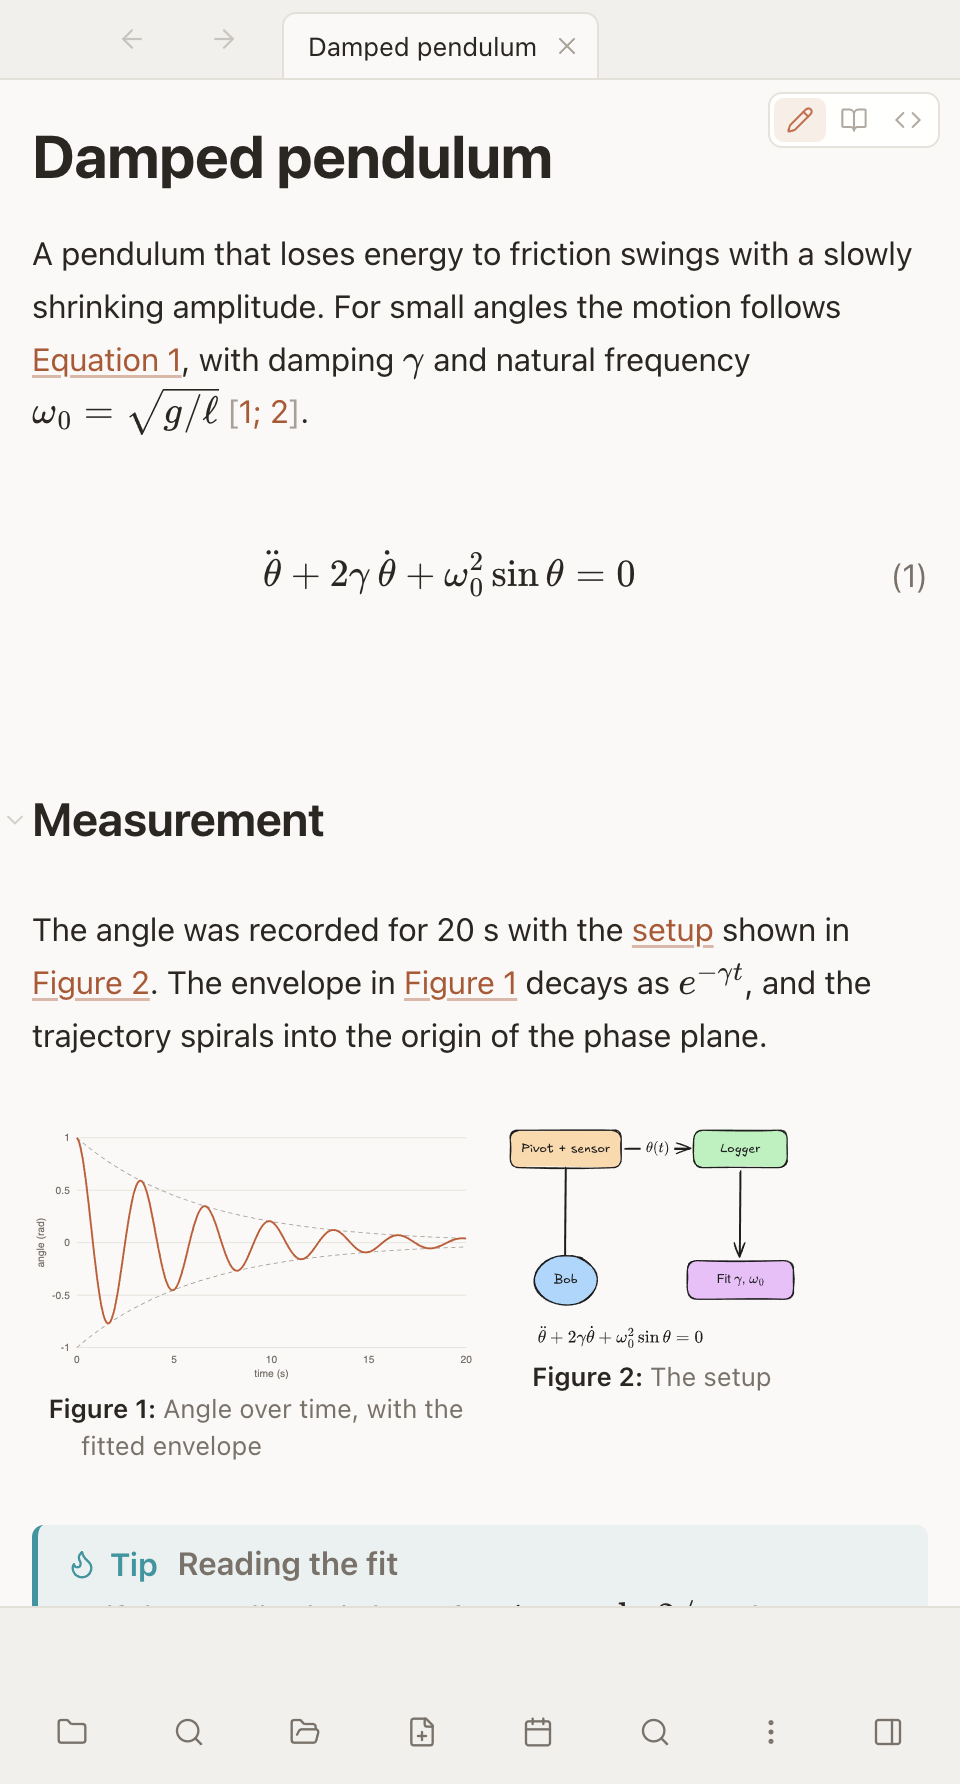 Damped pendulum
Damped pendulum
A pendulum that loses energy to friction swings with a slowly
shrinking amplitude. For small angles the motion follows
Equation 1, with damping γ and natural frequency
ω₀ = √g/ℓ [1; 2].
θ̈ + 2γ θ̇ + ω₀² sin θ = 0 (1)
Measurement
The angle was recorded for 20 s with the setup shown in
Figure 2. The envelope in Figure 1 decays as e^−γt, and the
trajectory spirals into the origin of the phase plane.
1
0.5
0
-0.5
-1
angle (rad)
0 5 10 15 20
time (s)
Figure 1: Angle over time, with the
fitted envelope
Pivot + sensor θ(t) Logger
Bob Fit γ, ω₀
θ̈ + 2γθ̇ + ω₀² sin θ = 0
Figure 2: The setup
Tip Reading the fit